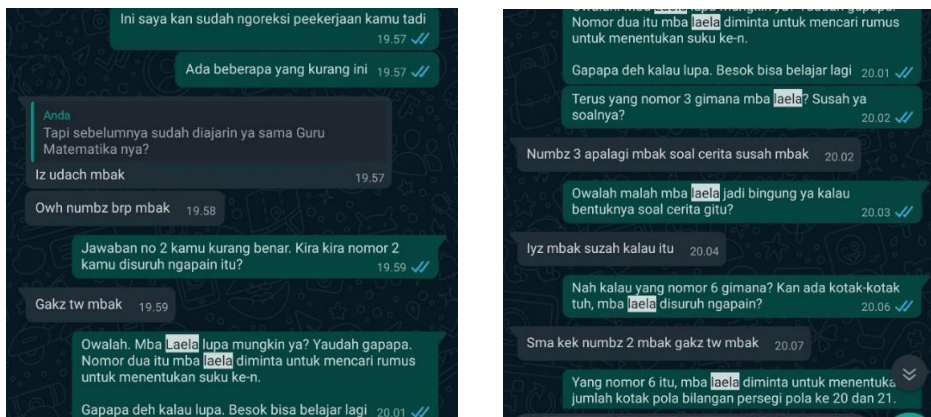 Ini saya kan sudah ngoreksi peekerjaan kamu tadi
19.57
Ada beberapa yang kurang ini 19.57
Anda
Tapi sebelumnya sudah diajarin ya sama Guru
Matematika nya?
Iz udach mbak 19.57
Owh numbz brp mbak 19.58
Jawaban no 2 kamu kurang benar. Kira kira nomor 2
kamu disuruh ngapain itu? 19.59
Gakz tw mbak 19.59
Owalah. Mba Laela lupa mungkin ya? Yaudah gapapa.
Nomor dua itu mba laela diminta untuk mencari rumus
untuk menentukan suku ke-n.
Gapapa deh kalau lupa. Besok bisa belajar lagi 20.01
Owalah. Mba Laela lupa mungkin ya? Yaudah gapapa.
Nomor dua itu mba laela diminta untuk mencari rumus
untuk menentukan suku ke-n.
Gapapa deh kalau lupa. Besok bisa belajar lagi 20.01
Terus yang nomor 3 gimana mba laela? Susah ya
soalnya? 20.02
Numbz 3 apalagi mbak soal cerita susah mbak 20.02
Owalah malah mba laela jadi bingung ya kalau
bentuknya soal cerita gitu? 20.03
Iyz mbak suzah kalau itu 20.04
Nah kalau yang nomor 6 gimana? Kan ada kotak-kotak
tuh, mba laela disuruh ngapain? 20.06
Sma kek numbz 2 mbak gakz tw mbak 20.07
Yang nomor 6 itu, mba laela diminta untuk menentuka
jumlah kotak pola bilangan persegi pola ke 20 dan 21.